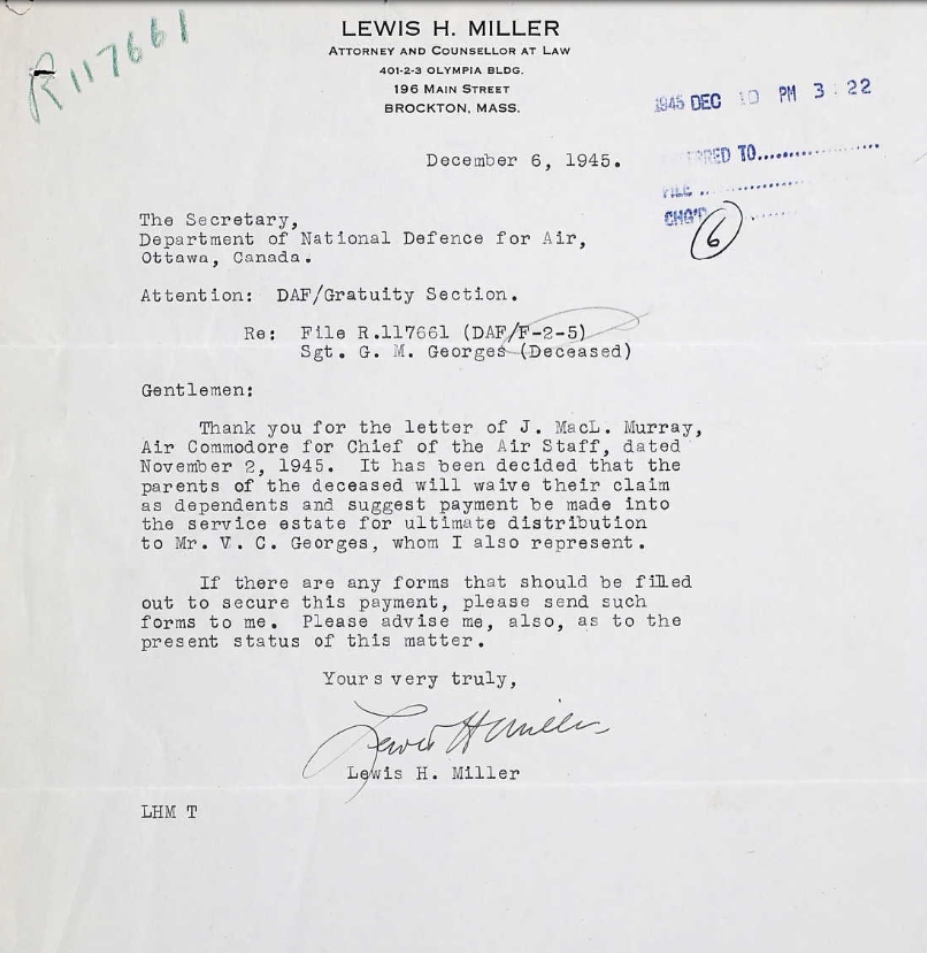 R117661
LEWIS H. MILLER
ATTORNEY AND COUNSELLOR AT LAW
401-2-3 OLYMPIA BLDG.
196 MAIN STREET
BROCKTON, MASS.
1945 DEC 10 PM 3:22
RRED TO
FILE
CHG'D
6
December 6, 1945.
The Secretary,
Department of National Defence for Air,
Ottawa, Canada.
Attention: DAF/Gratuity Section.
Re: File R.117661 (DAF/F-2-5)
Sgt. G. M. Georges (Deceased)
Gentlemen:
Thank you for the letter of J. MacL. Murray,
Air Commodore for Chief of the Air Staff, dated
November 2, 1945. It has been decided that the
parents of the deceased will waive their claim
as dependents and suggest payment be made into
the service estate for ultimate distribution
to Mr. V. C. Georges, whom I also represent.
If there are any forms that should be filled
out to secure this payment, please send such
forms to me. Please advise me, also, as to the
present status of this matter.
Yours very truly,
Lewis H Miller
Lewis H. Miller
LHM T